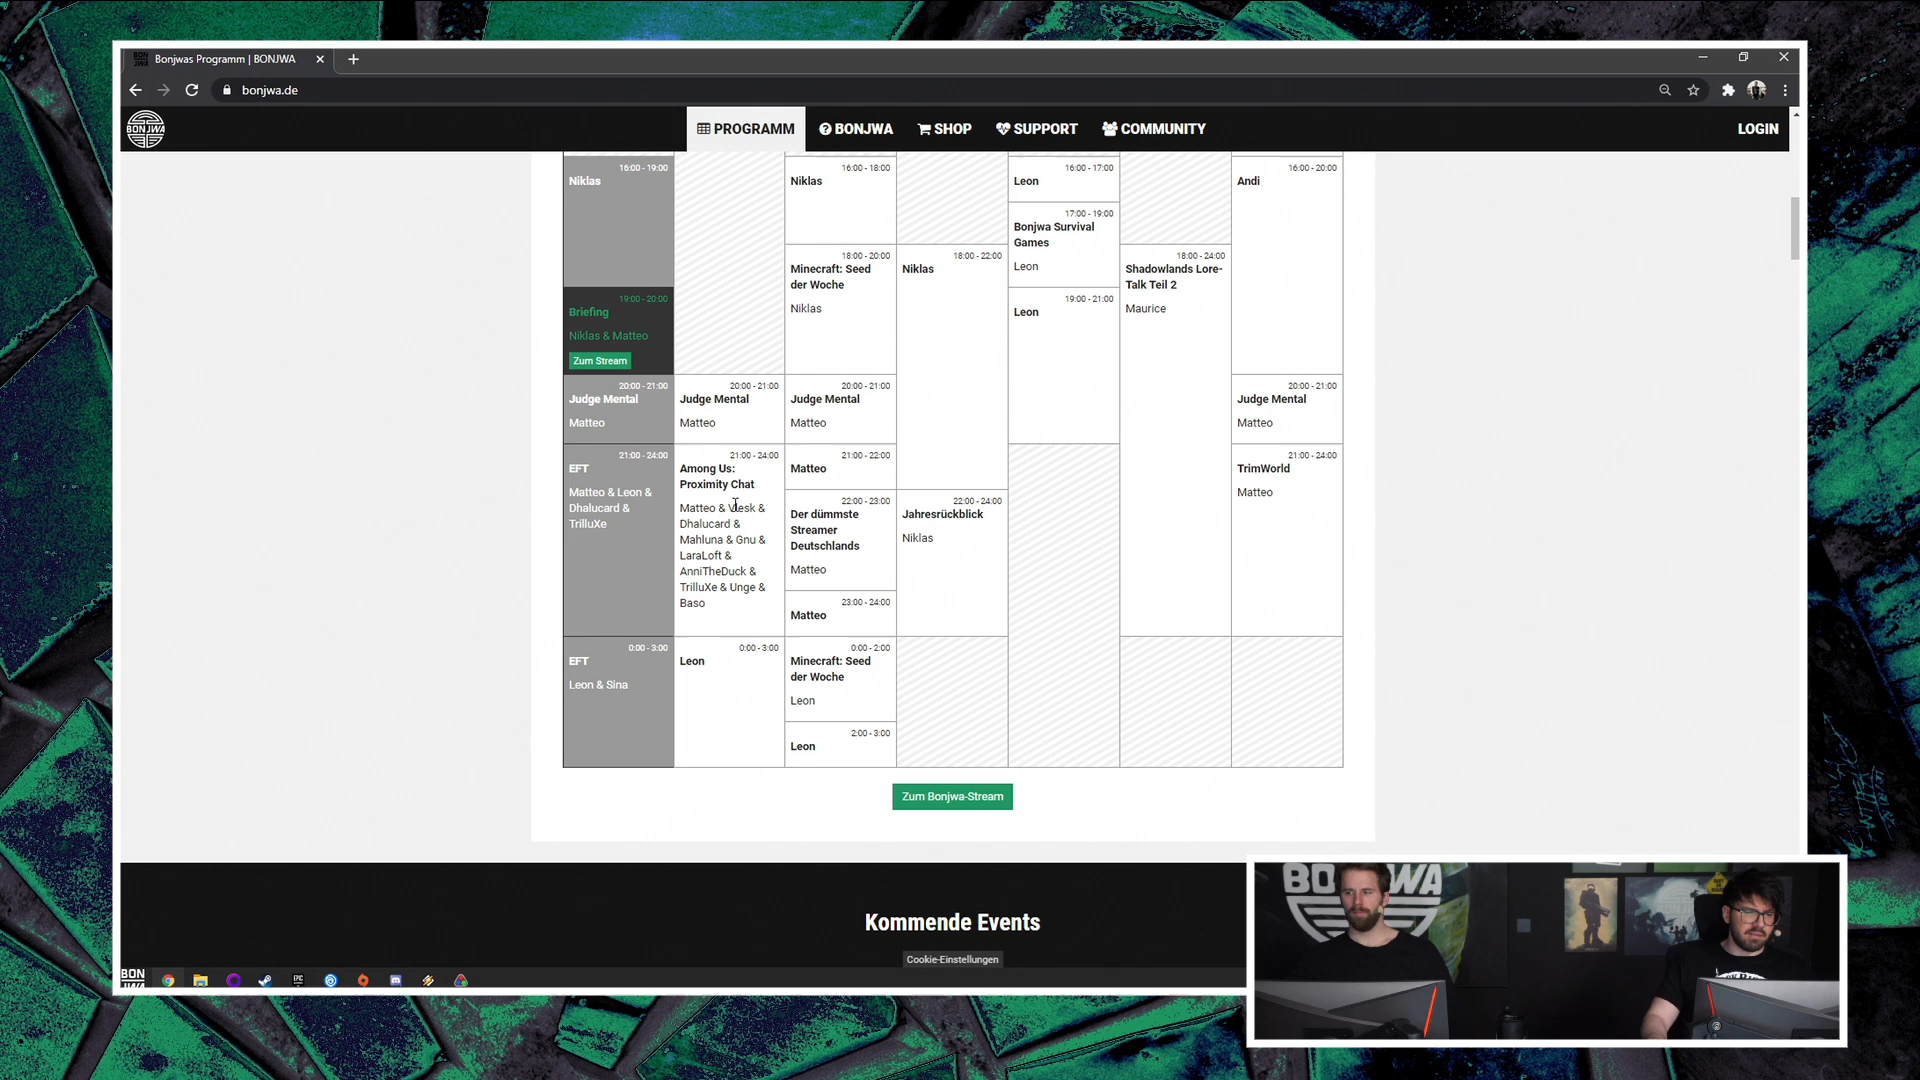 Bonjwas Programm | BONJWA
bonjwa.de
BONJWA
PROGRAMM
BONJWA
SHOP
SUPPORT
COMMUNITY
LOGIN
16:00 - 19:00
Niklas
19:00 - 20:00
Briefing
Niklas & Matteo
Zum Stream
20:00 - 21:00
Judge Mental
Matteo
21:00 - 24:00
EFT
Matteo & Leon &
Dhalucard &
TrilluXe
0:00 - 3:00
EFT
Leon & Sina
20:00 - 21:00
Judge Mental
Matteo
21:00 - 24:00
Among Us:
Proximity Chat
Matteo & Vlesk &
Dhalucard &
Mahluna & Gnu &
LaraLoft &
AnniTheDuck &
TrilluXe & Unge &
Baso
0:00 - 3:00
Leon
16:00 - 18:00
Niklas
18:00 - 20:00
Minecraft: Seed
der Woche
Niklas
20:00 - 21:00
Judge Mental
Matteo
21:00 - 22:00
Matteo
22:00 - 23:00
Der dümmste
Streamer
Deutschlands
Matteo
23:00 - 24:00
Matteo
0:00 - 2:00
Minecraft: Seed
der Woche
Leon
2:00 - 3:00
Leon
18:00 - 22:00
Niklas
22:00 - 24:00
Jahresrückblick
Niklas
16:00 - 17:00
Leon
17:00 - 19:00
Bonjwa Survival
Games
Leon
19:00 - 21:00
Leon
18:00 - 24:00
Shadowlands Lore-
Talk Teil 2
Maurice
16:00 - 20:00
Andi
20:00 - 21:00
Judge Mental
Matteo
21:00 - 24:00
TrimWorld
Matteo
Zum Bonjwa-Stream
Kommende Events
Cookie-Einstellungen
BON
EPIC